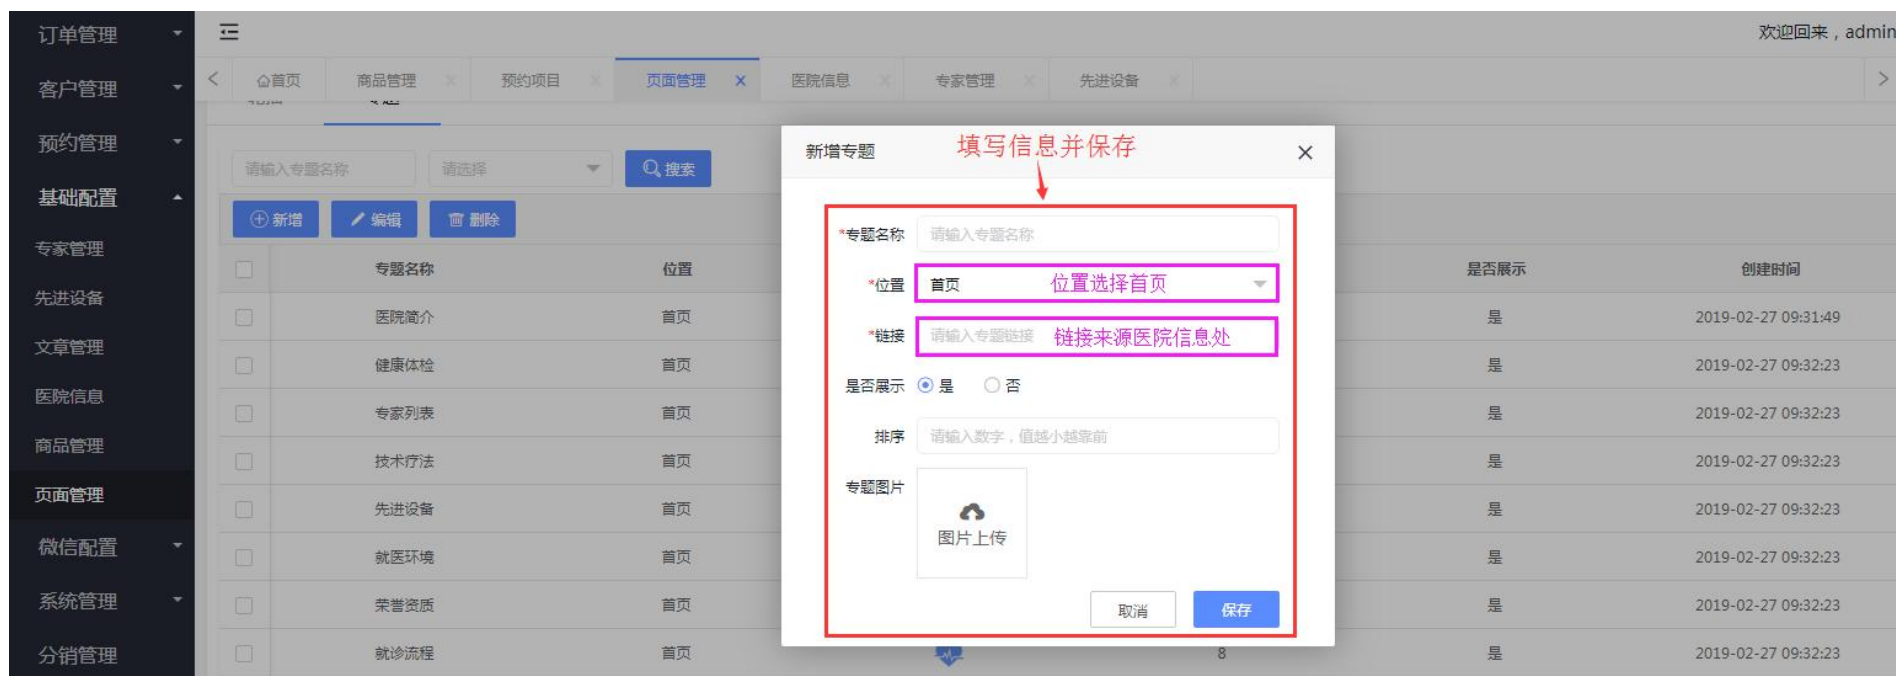 订单管理
欢迎回来，admin
客户管理
首页 商品管理 预约项目 页面管理 医院信息 专家管理 先进设备
预约管理
新增专题 填写信息并保存
请输入专题名称 请选择 搜索
基础配置
新增 编辑 删除
*专题名称 请输入专题名称
专家管理
专题名称 位置 是否展示 创建时间
*位置 首页 位置选择首页
先进设备
医院简介 首页 是 2019-02-27 09:31:49
*链接 请输入专题链接 链接来源医院信息处
文章管理
健康体检 首页 是 2019-02-27 09:32:23
是否展示 是 否
医院信息
专家列表 首页 是 2019-02-27 09:32:23
排序 请输入数字，值越小越靠前
商品管理
技术疗法 首页 是 2019-02-27 09:32:23
专题图片
页面管理
先进设备 首页 是 2019-02-27 09:32:23
图片上传
微信配置
就医环境 首页 是 2019-02-27 09:32:23
系统管理
荣誉资质 首页 是 2019-02-27 09:32:23
取消 保存
分销管理
就诊流程 首页 8 是 2019-02-27 09:32:23